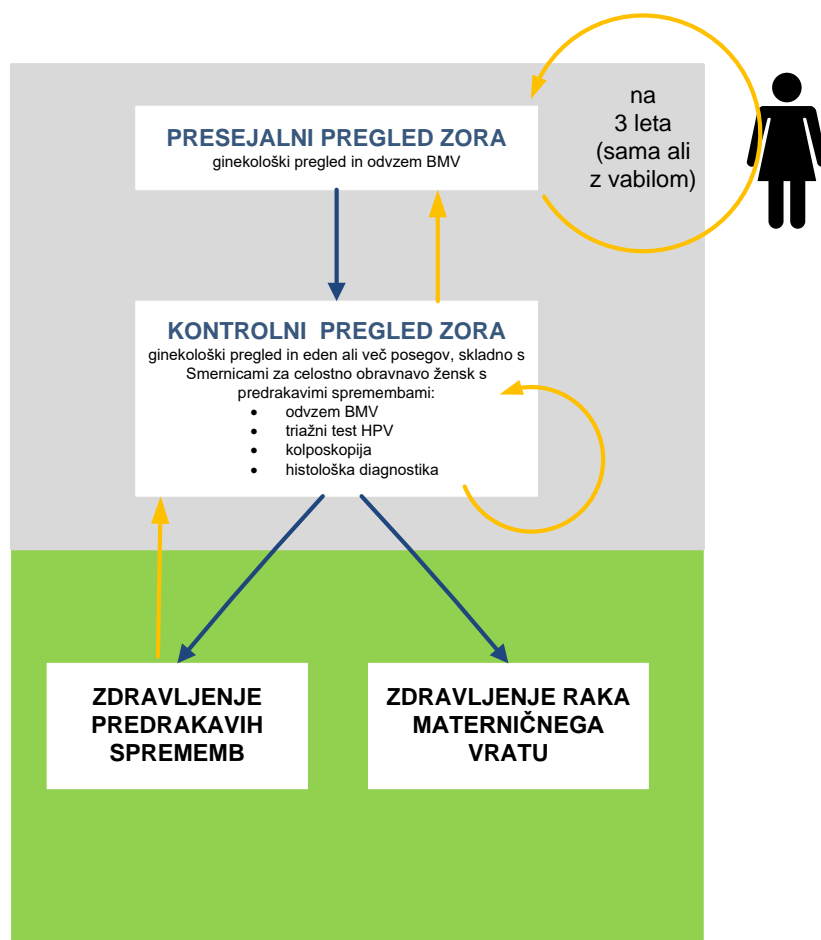 na
3 leta
(sama ali
z vabilom)
PRESEJALNI PREGLED ZORA
ginekološki pregled in odvzem BMV
KONTROLNI PREGLED ZORA
ginekološki pregled in eden ali več posegov, skladno s
Smernicami za celostno obravnavo žensk s
predrakavimi spremembami:
• odvzem BMV
• triažni test HPV
• kolposkopija
• histološka diagnostika
ZDRAVLJENJE
PREDRAKAVIH
SPREMEMB
ZDRAVLJENJE RAKA
MATERNIČNEGA
VRATU